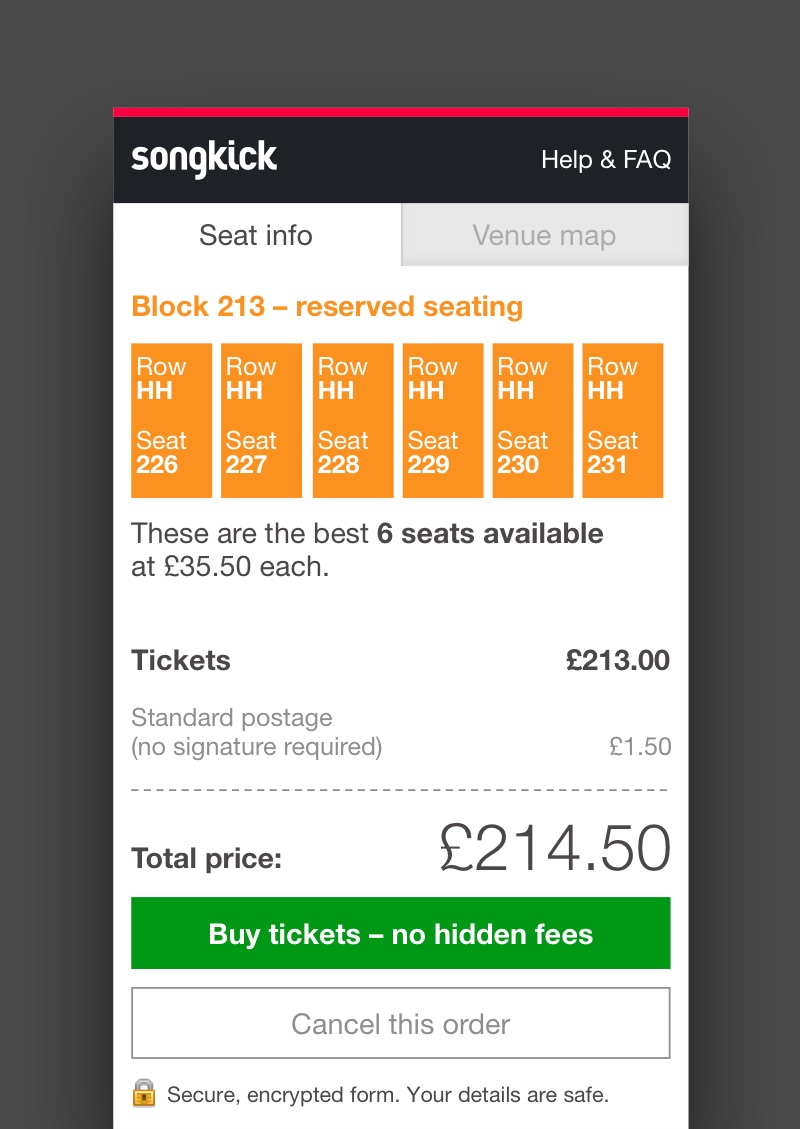 songkick
Help & FAQ
Seat info
Venue map
Block 213 – reserved seating
Row Row Row Row Row Row
HH HH HH HH HH HH
Seat Seat Seat Seat Seat Seat
226 227 228 229 230 231
These are the best 6 seats available
at £35.50 each.
Tickets £213.00
Standard postage
(no signature required) £1.50
Total price: £214.50
Buy tickets – no hidden fees
Cancel this order
Secure, encrypted form. Your details are safe.